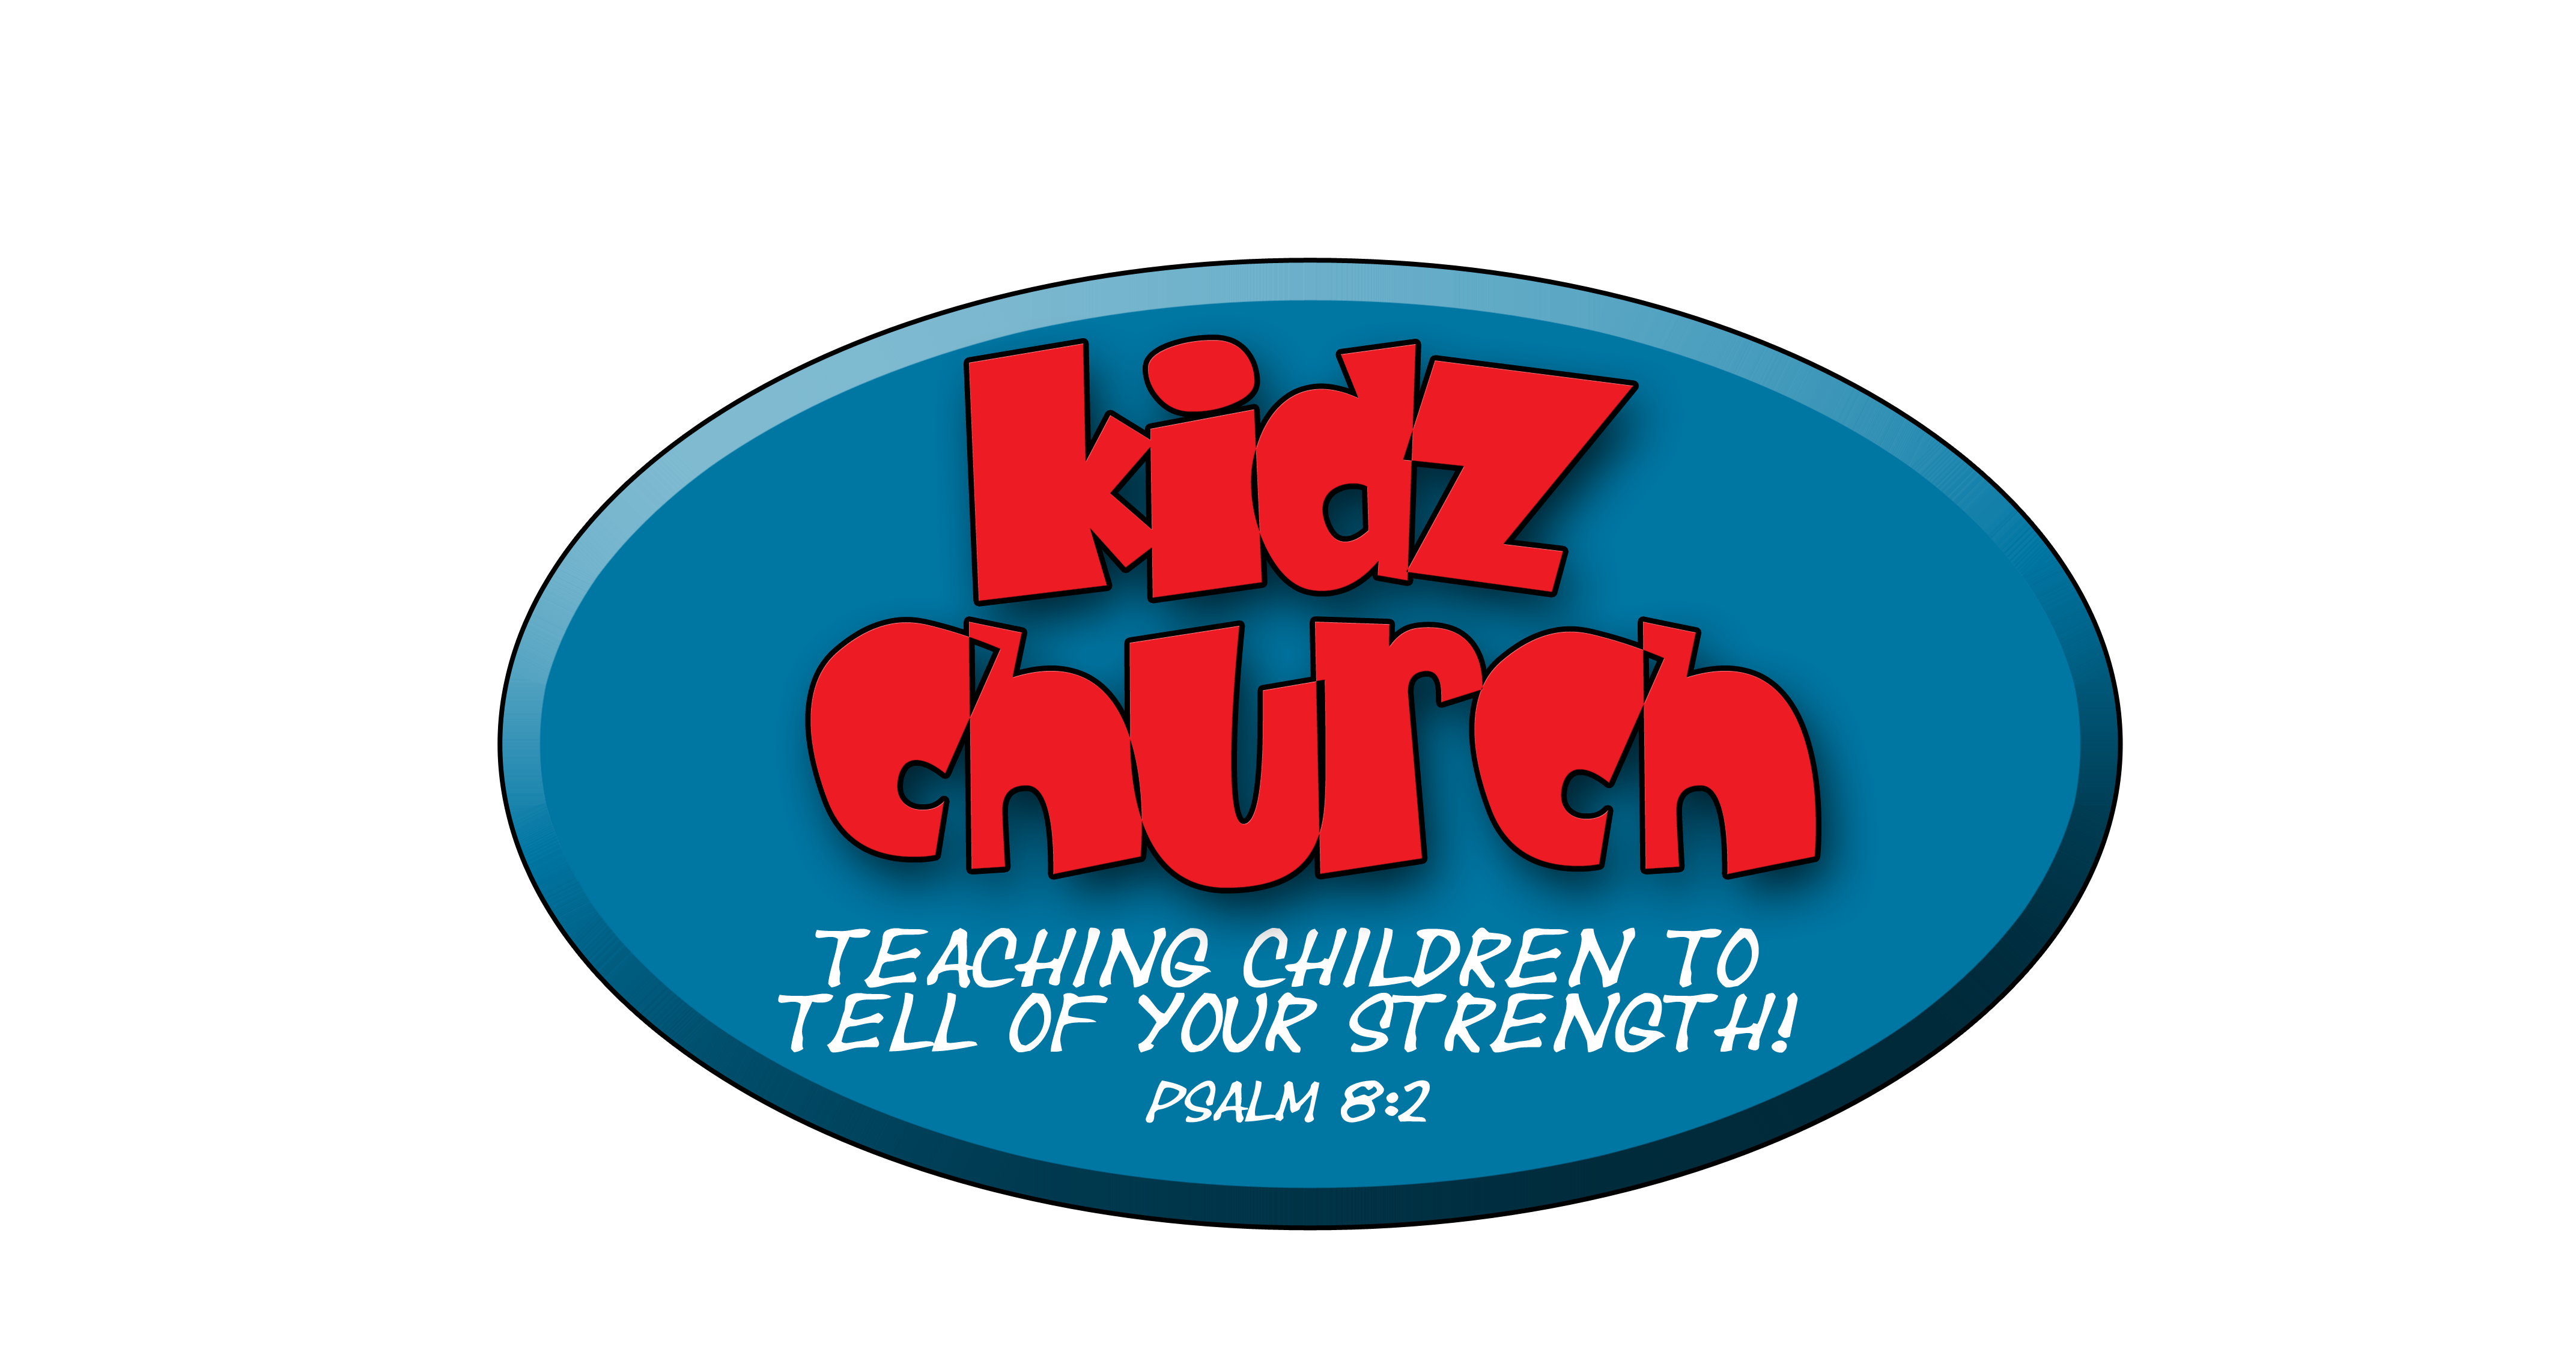 kidz
church
TEACHING CHILDREN TO
TELL OF YOUR STRENGTH!
PSALM 8:2